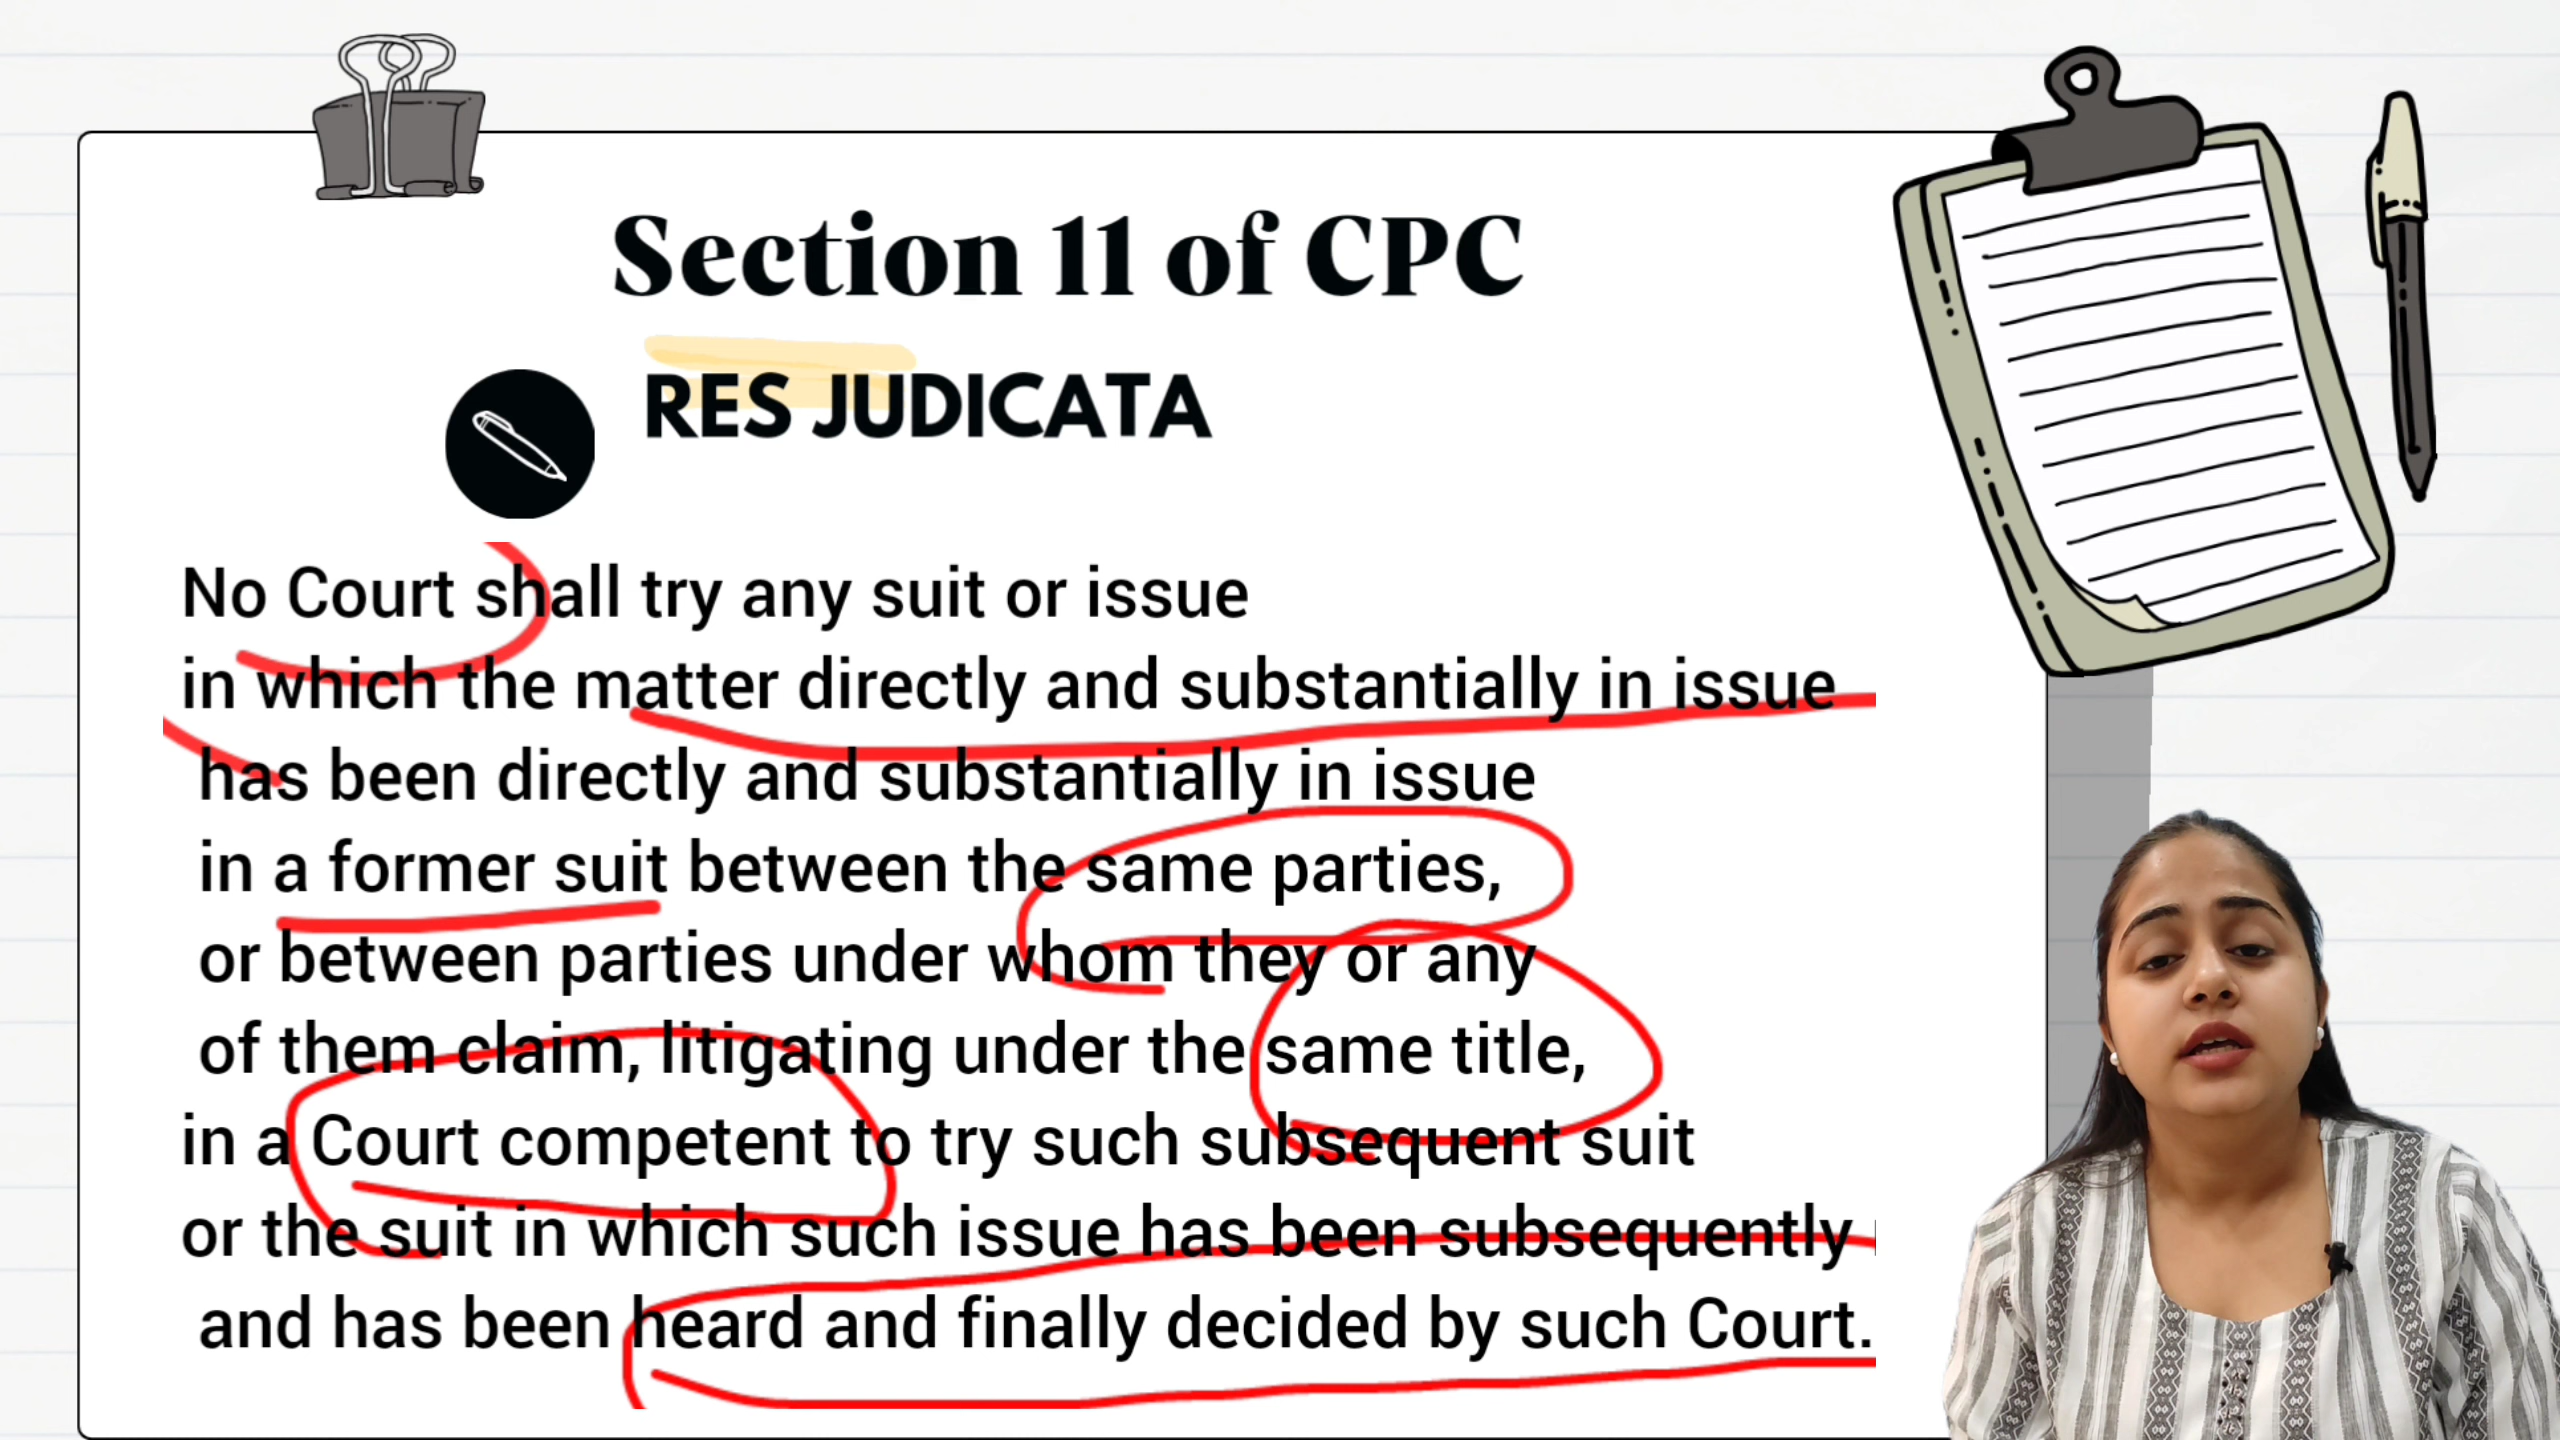 Section 11 of CPC
RES JUDICATA
No Court shall try any suit or issue
in which the matter directly and substantially in issue
has been directly and substantially in issue
in a former suit between the same parties,
or between parties under whom they or any
of them claim, litigating under the same title,
in a Court competent to try such subsequent suit
or the suit in which such issue has been subsequently
and has been heard and finally decided by such Court.